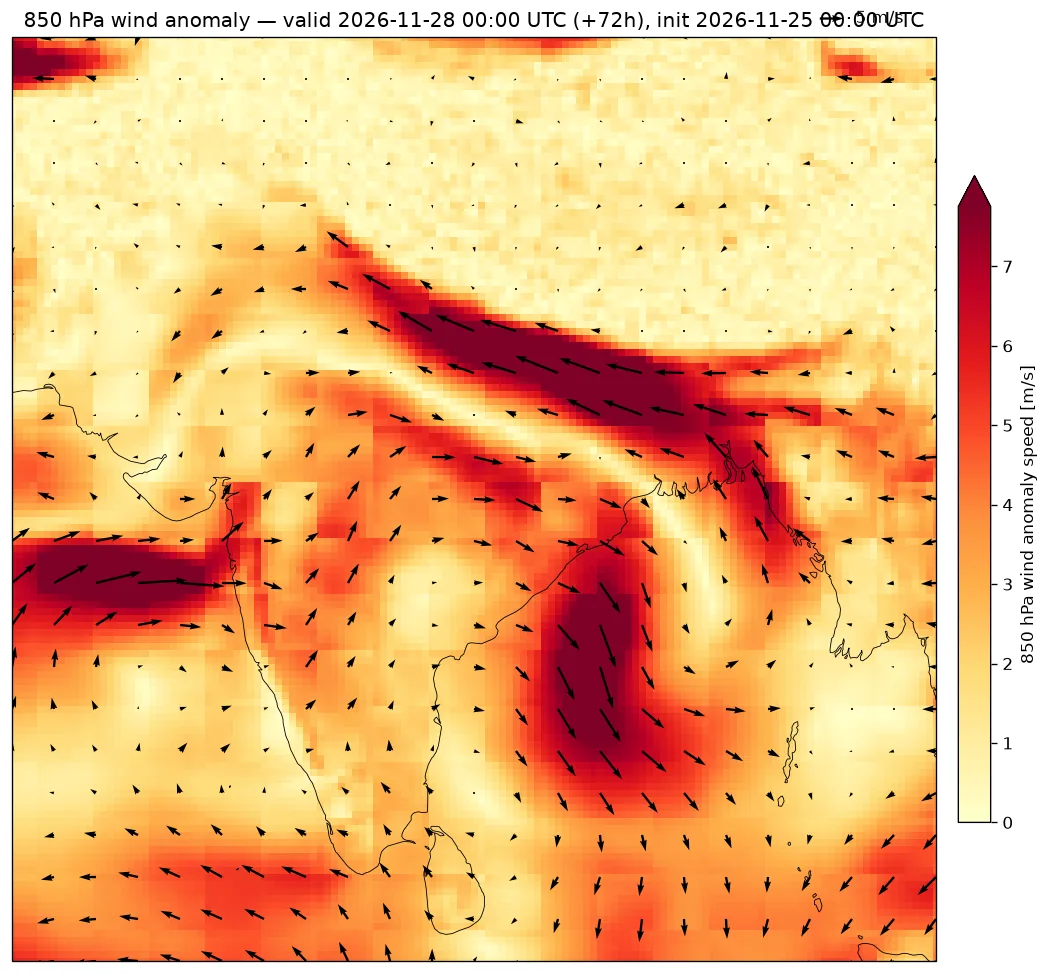 850 hPa wind anomaly — valid 2026-11-28 00:00 UTC (+72h), init 2026-11-25 00:00 UTC
5 m/s
7
6
5
4
3
2
1
0
850 hPa wind anomaly speed [m/s]